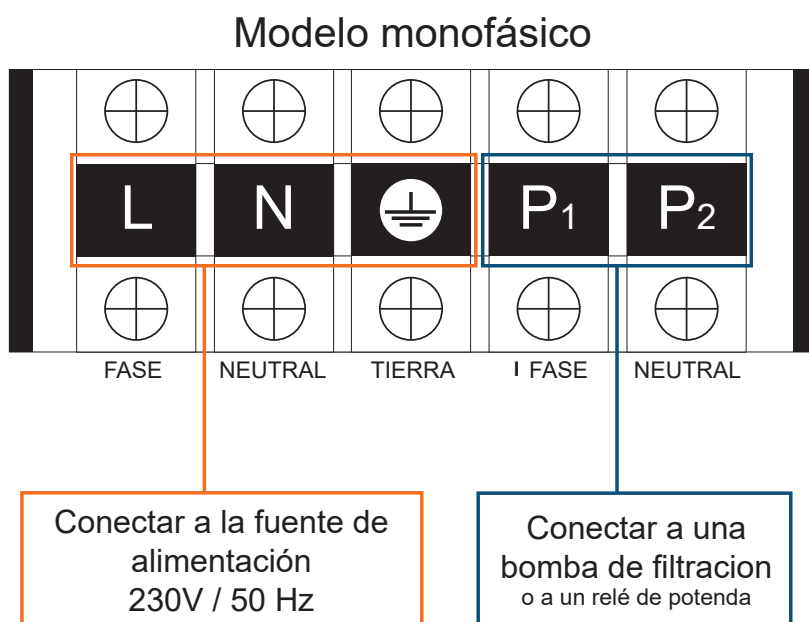 Modelo monofásico
L N P1 P2
FASE NEUTRAL TIERRA I FASE NEUTRAL
Conectar a la fuente de
alimentación
230V / 50 Hz
Conectar a una
bomba de filtracion
o a un relé de potenda